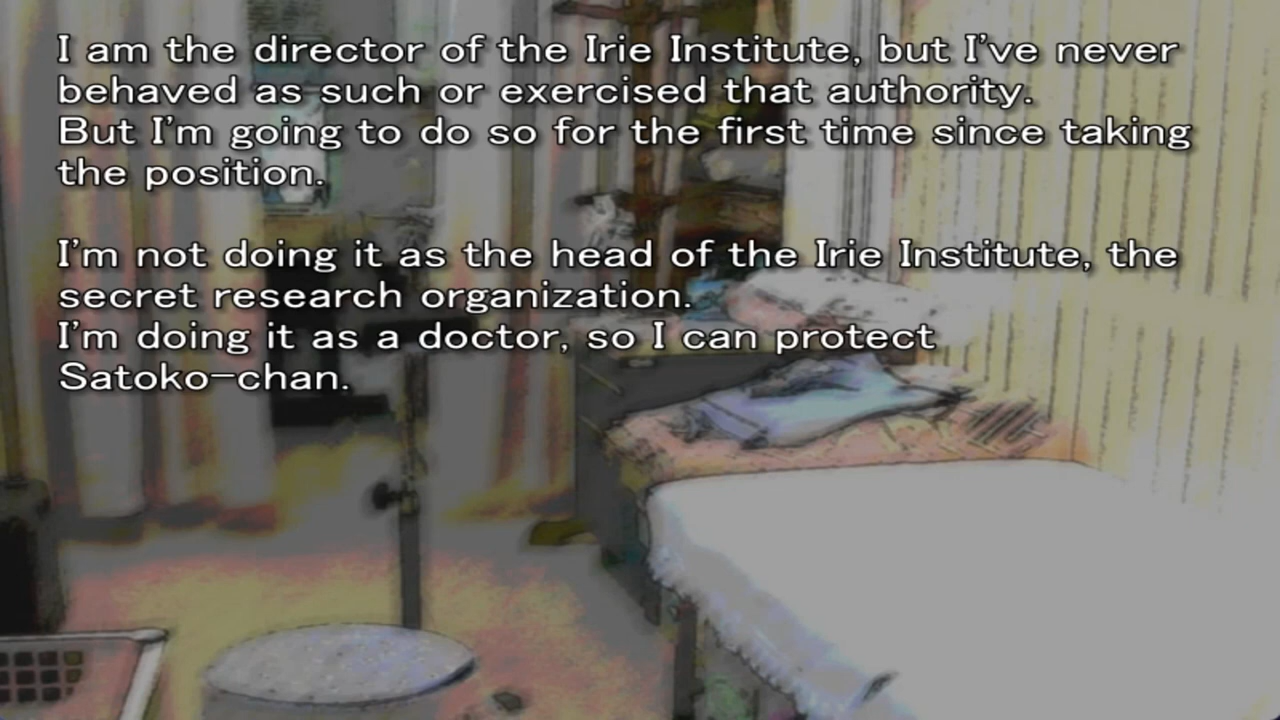 I am the director of the Irie Institute, but I've never
behaved as such or exercised that authority.
But I'm going to do so for the first time since taking
the position.
I'm not doing it as the head of the Irie Institute, the
secret research organization.
I'm doing it as a doctor, so I can protect
Satoko-chan.